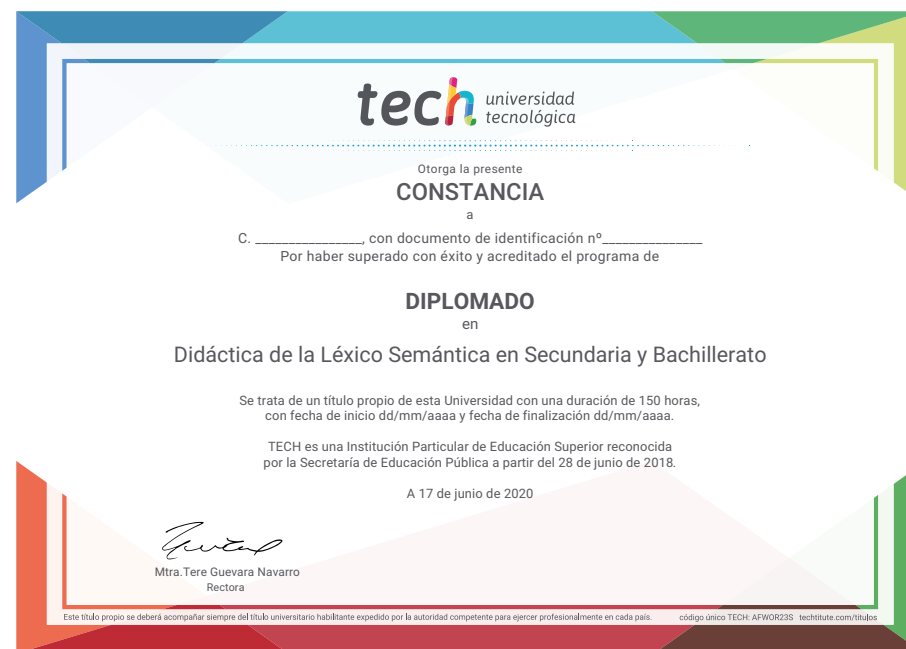 tech universidad
tecnológica
Otorga la presente
CONSTANCIA
a
C. ________________, con documento de identificación nº_______________
Por haber superado con éxito y acreditado el programa de
DIPLOMADO
en
Didáctica de la Léxico Semántica en Secundaria y Bachillerato
Se trata de un título propio de esta Universidad con una duración de 150 horas,
con fecha de inicio dd/mm/aaaa y fecha de finalización dd/mm/aaaa.
TECH es una Institución Particular de Educación Superior reconocida
por la Secretaría de Educación Pública a partir del 28 de junio de 2018.
A 17 de junio de 2020
Mtra.Tere Guevara Navarro
Rectora
Este título propio se deberá acompañar siempre del título universitario habilitante expedido por la autoridad competente para ejercer profesionalmente en cada país. código único TECH: AFWOR23S techtitute.com/titulos